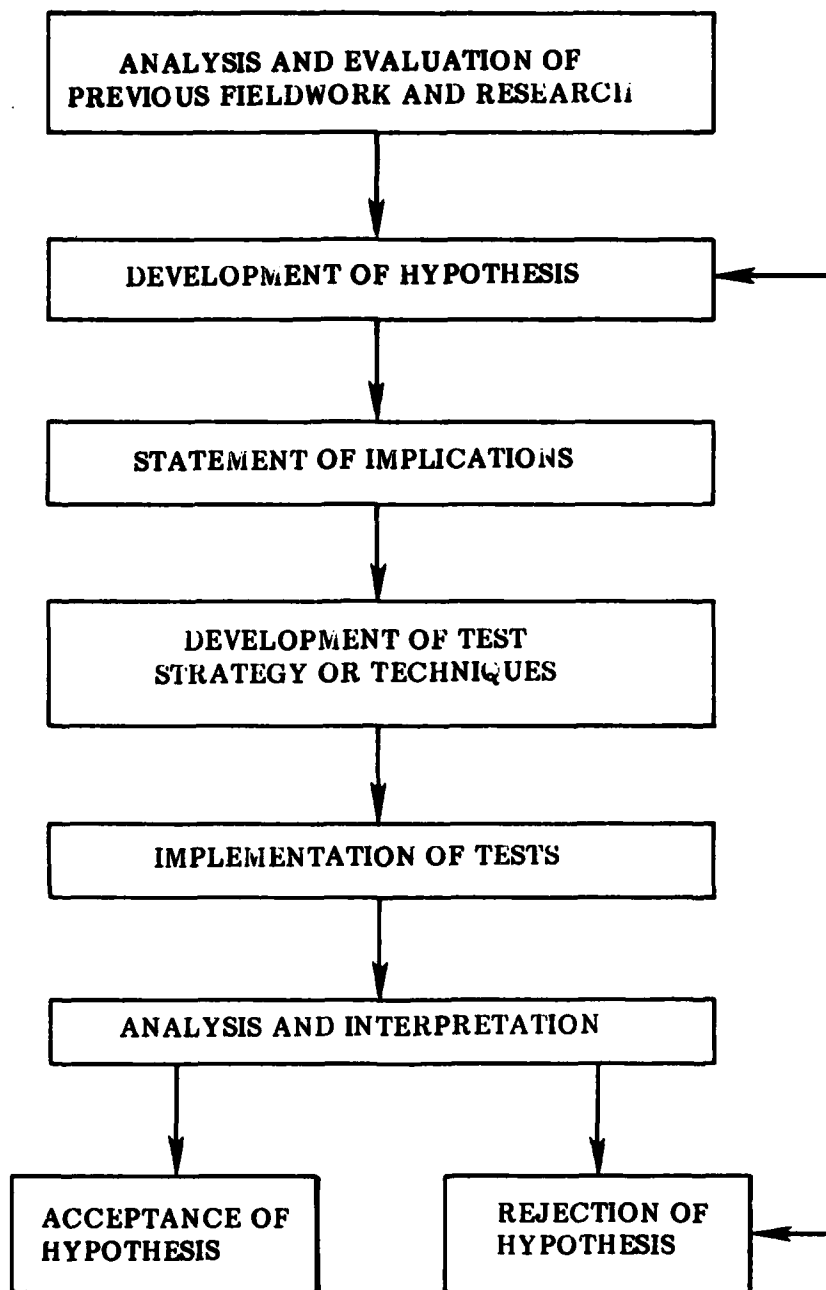 ANALYSIS AND EVALUATION OF
PREVIOUS FIELDWORK AND RESEARCH
DEVELOPMENT OF HYPOTHESIS
STATEMENT OF IMPLICATIONS
DEVELOPMENT OF TEST
STRATEGY OR TECHNIQUES
IMPLEMENTATION OF TESTS
ANALYSIS AND INTERPRETATION
ACCEPTANCE OF
HYPOTHESIS
REJECTION OF
HYPOTHESIS